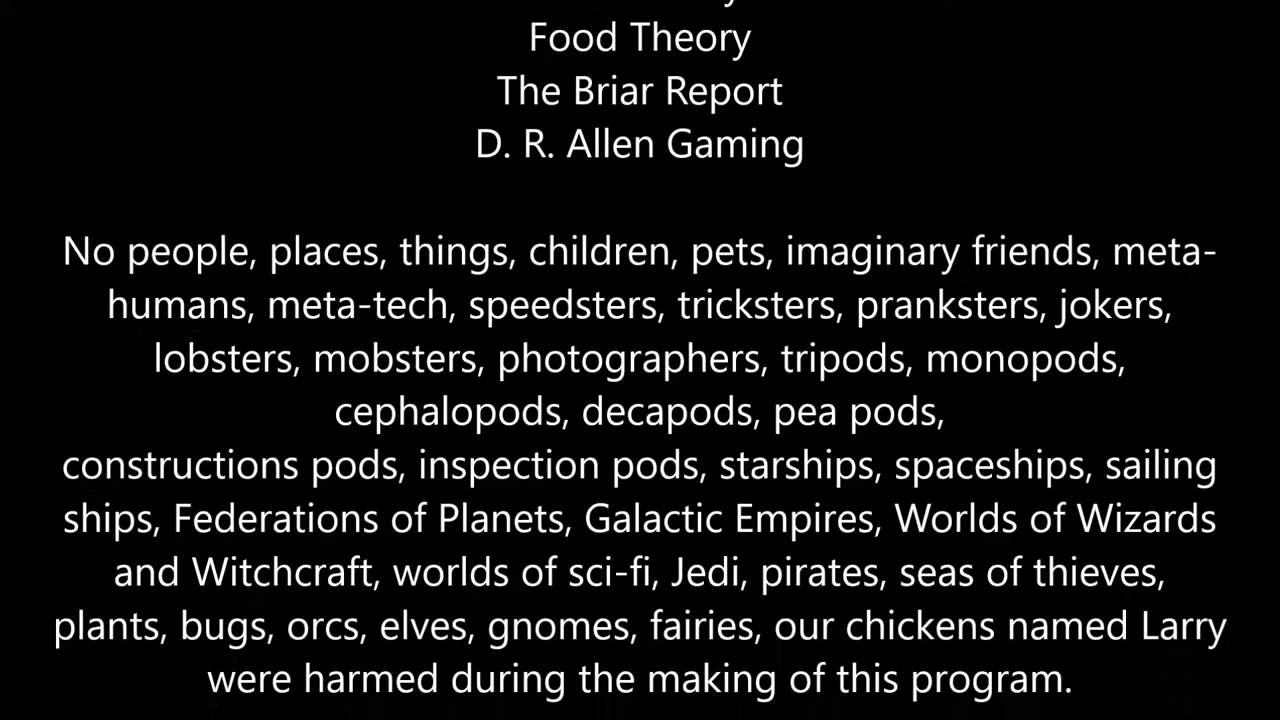 Food Theory
The Briar Report
D. R. Allen Gaming
No people, places, things, children, pets, imaginary friends, meta-
humans, meta-tech, speedsters, tricksters, pranksters, jokers,
lobsters, mobsters, photographers, tripods, monopods,
cephalopods, decapods, pea pods,
constructions pods, inspection pods, starships, spaceships, sailing
ships, Federations of Planets, Galactic Empires, Worlds of Wizards
and Witchcraft, worlds of sci-fi, Jedi, pirates, seas of thieves,
plants, bugs, orcs, elves, gnomes, fairies, our chickens named Larry
were harmed during the making of this program.